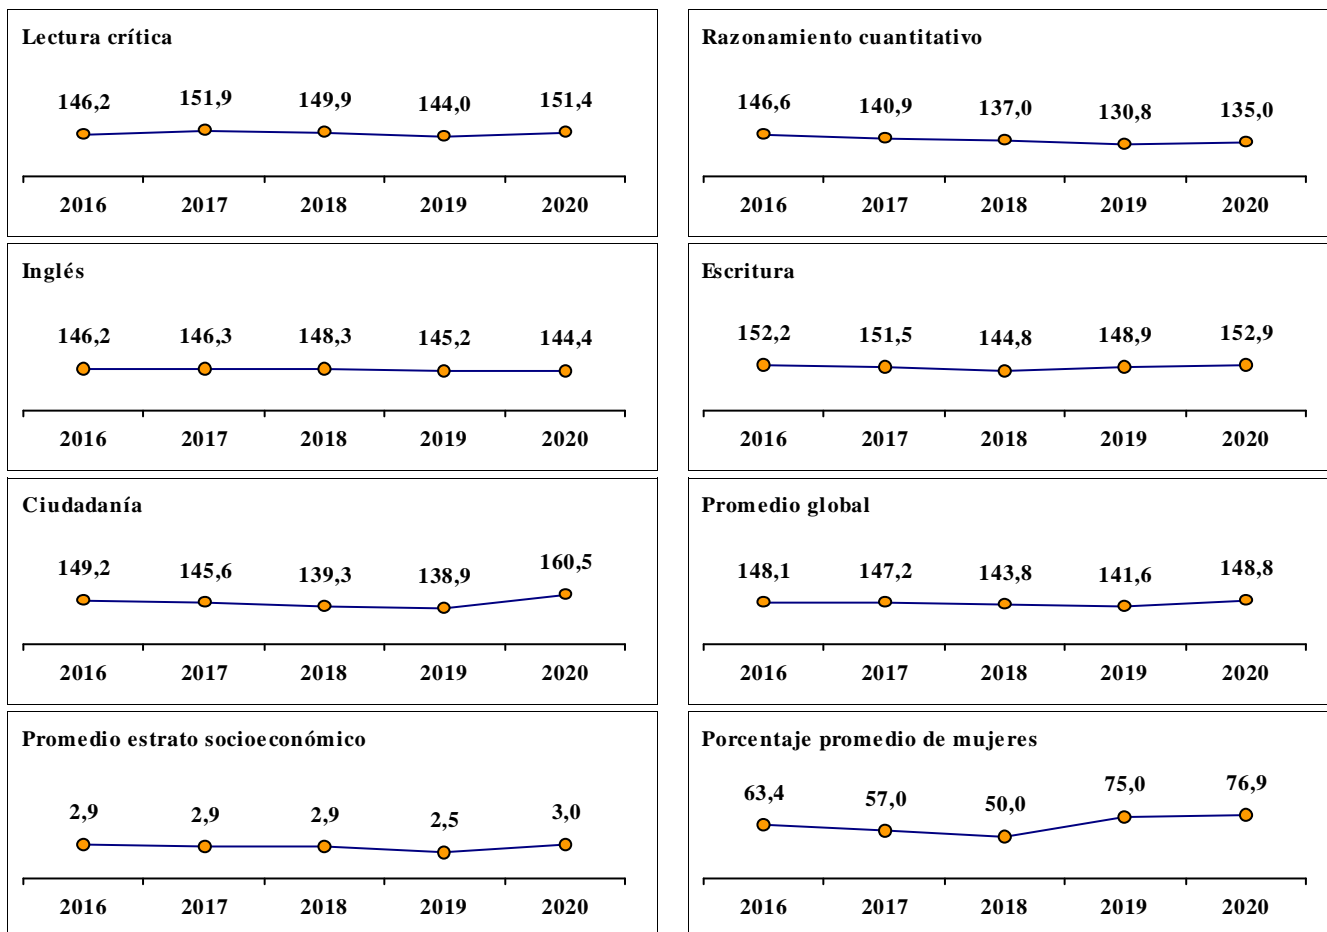 Lectura crítica
146,2 151,9 149,9 144,0 151,4
2016 2017 2018 2019 2020
Razonamiento cuantitativo
146,6 140,9 137,0 130,8 135,0
2016 2017 2018 2019 2020
Inglés
146,2 146,3 148,3 145,2 144,4
2016 2017 2018 2019 2020
Escritura
152,2 151,5 144,8 148,9 152,9
2016 2017 2018 2019 2020
Ciudadanía
149,2 145,6 139,3 138,9 160,5
2016 2017 2018 2019 2020
Promedio global
148,1 147,2 143,8 141,6 148,8
2016 2017 2018 2019 2020
Promedio estrato socioeconómico
2,9 2,9 2,9 2,5 3,0
2016 2017 2018 2019 2020
Porcentaje promedio de mujeres
63,4 57,0 50,0 75,0 76,9
2016 2017 2018 2019 2020